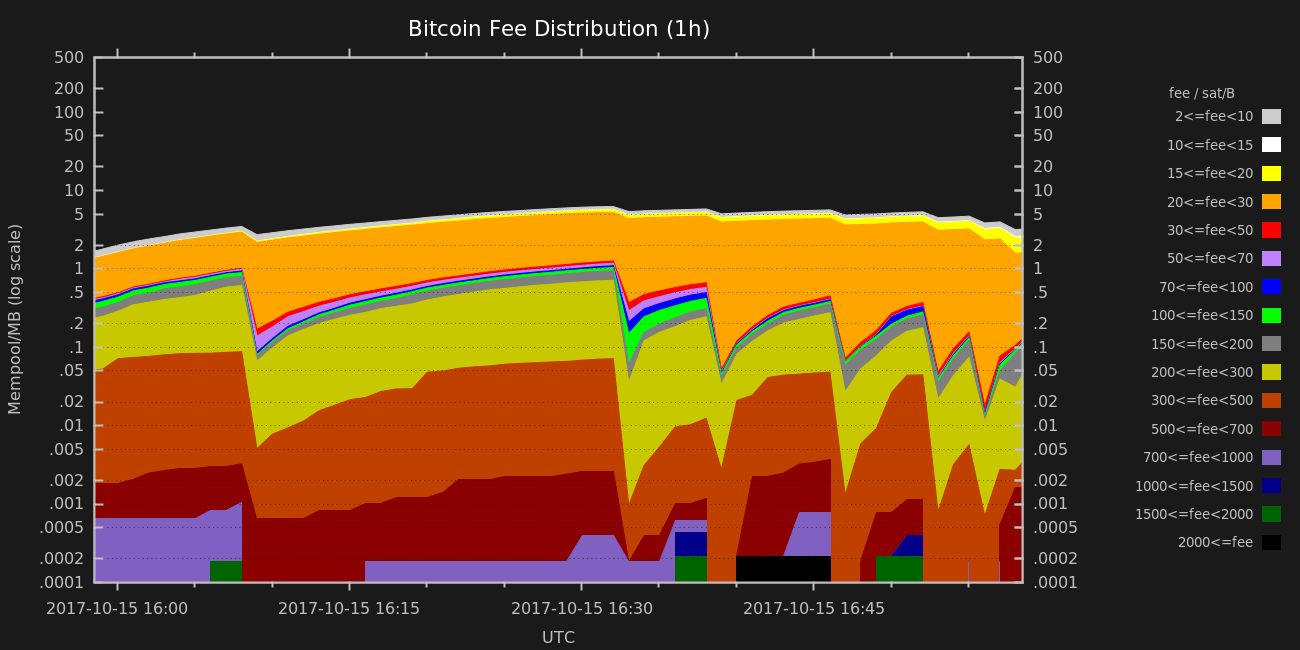 Bitcoin Fee Distribution (1h)
Mempool/MB (log scale)
500
200
100
50
20
10
5
2
1
.5
.2
.1
.05
.02
.01
.005
.002
.001
.0005
.0002
.0001
500
200
100
50
20
10
5
2
1
.5
.2
.1
.05
.02
.01
.005
.002
.001
.0005
.0002
.0001
2017-10-15 16:00
2017-10-15 16:15
2017-10-15 16:30
2017-10-15 16:45
UTC
fee / sat/B
2<=fee<10
10<=fee<15
15<=fee<20
20<=fee<30
30<=fee<50
50<=fee<70
70<=fee<100
100<=fee<150
150<=fee<200
200<=fee<300
300<=fee<500
500<=fee<700
700<=fee<1000
1000<=fee<1500
1500<=fee<2000
2000<=fee